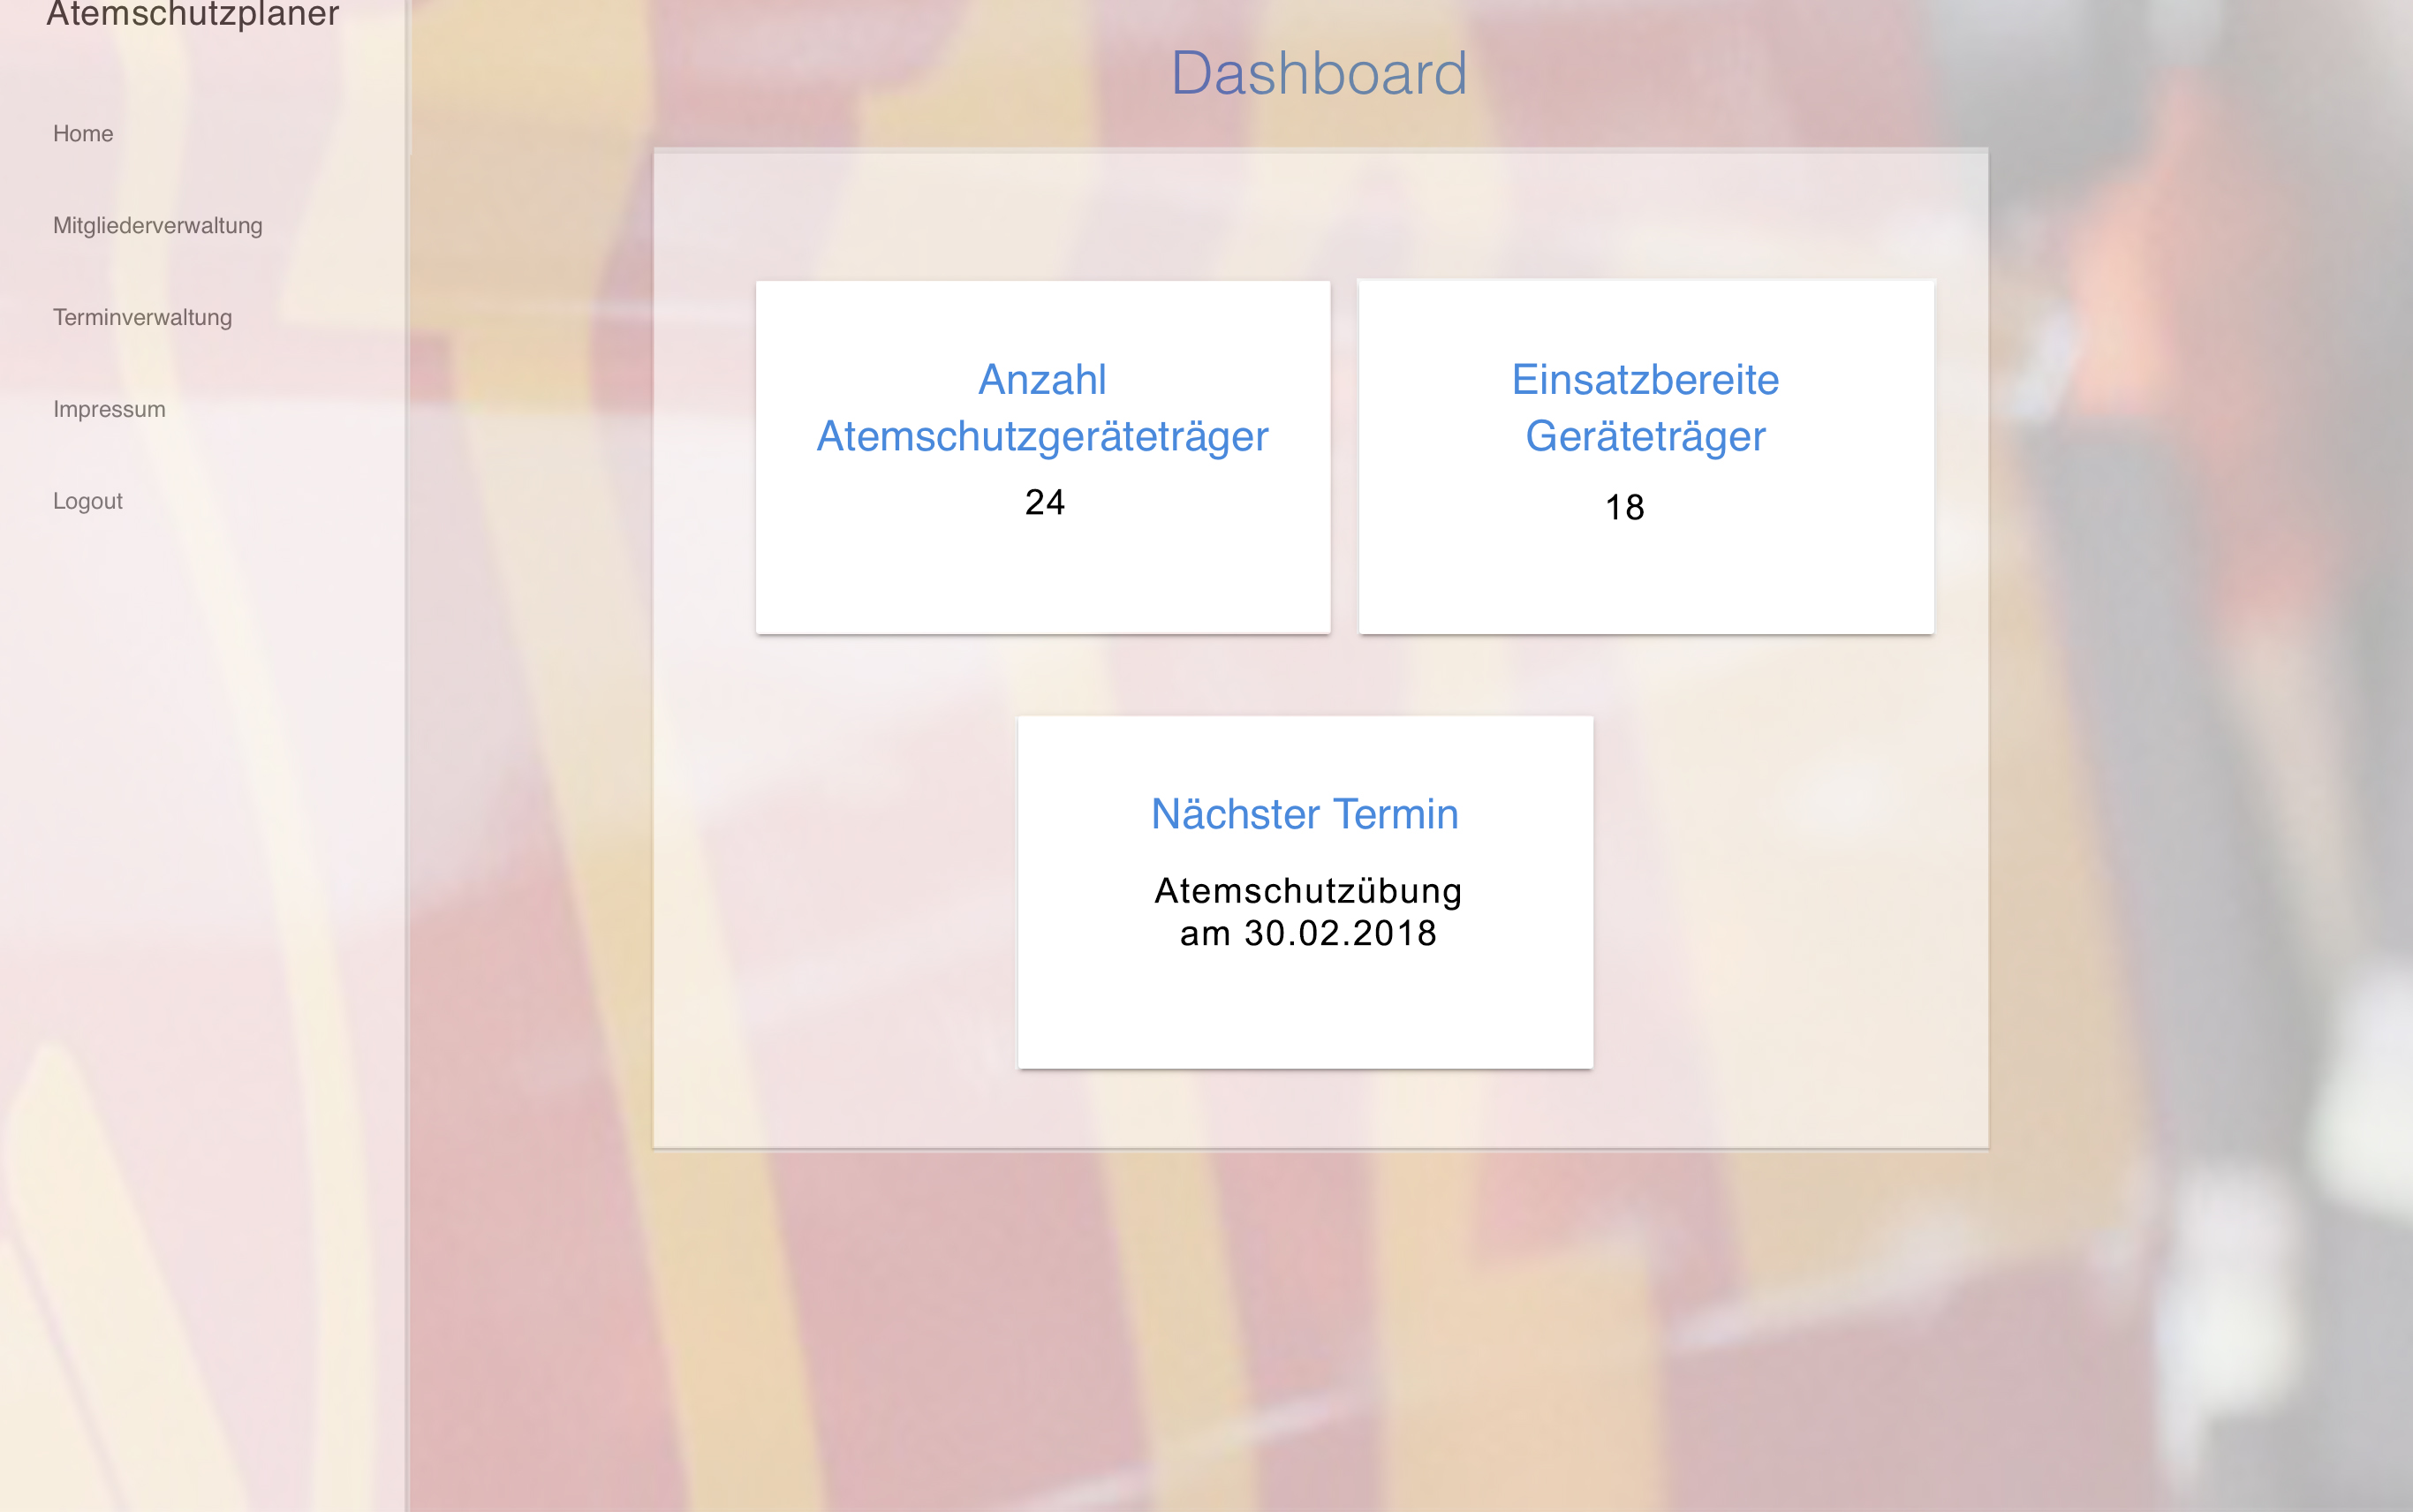 Atemschutzplaner
Home
Mitgliederverwaltung
Terminverwaltung
Impressum
Logout
Dashboard
Anzahl
Atemschutzgeräteträger
24
Einsatzbereite
Geräteträger
18
Nächster Termin
Atemschutzübung
am 30.02.2018